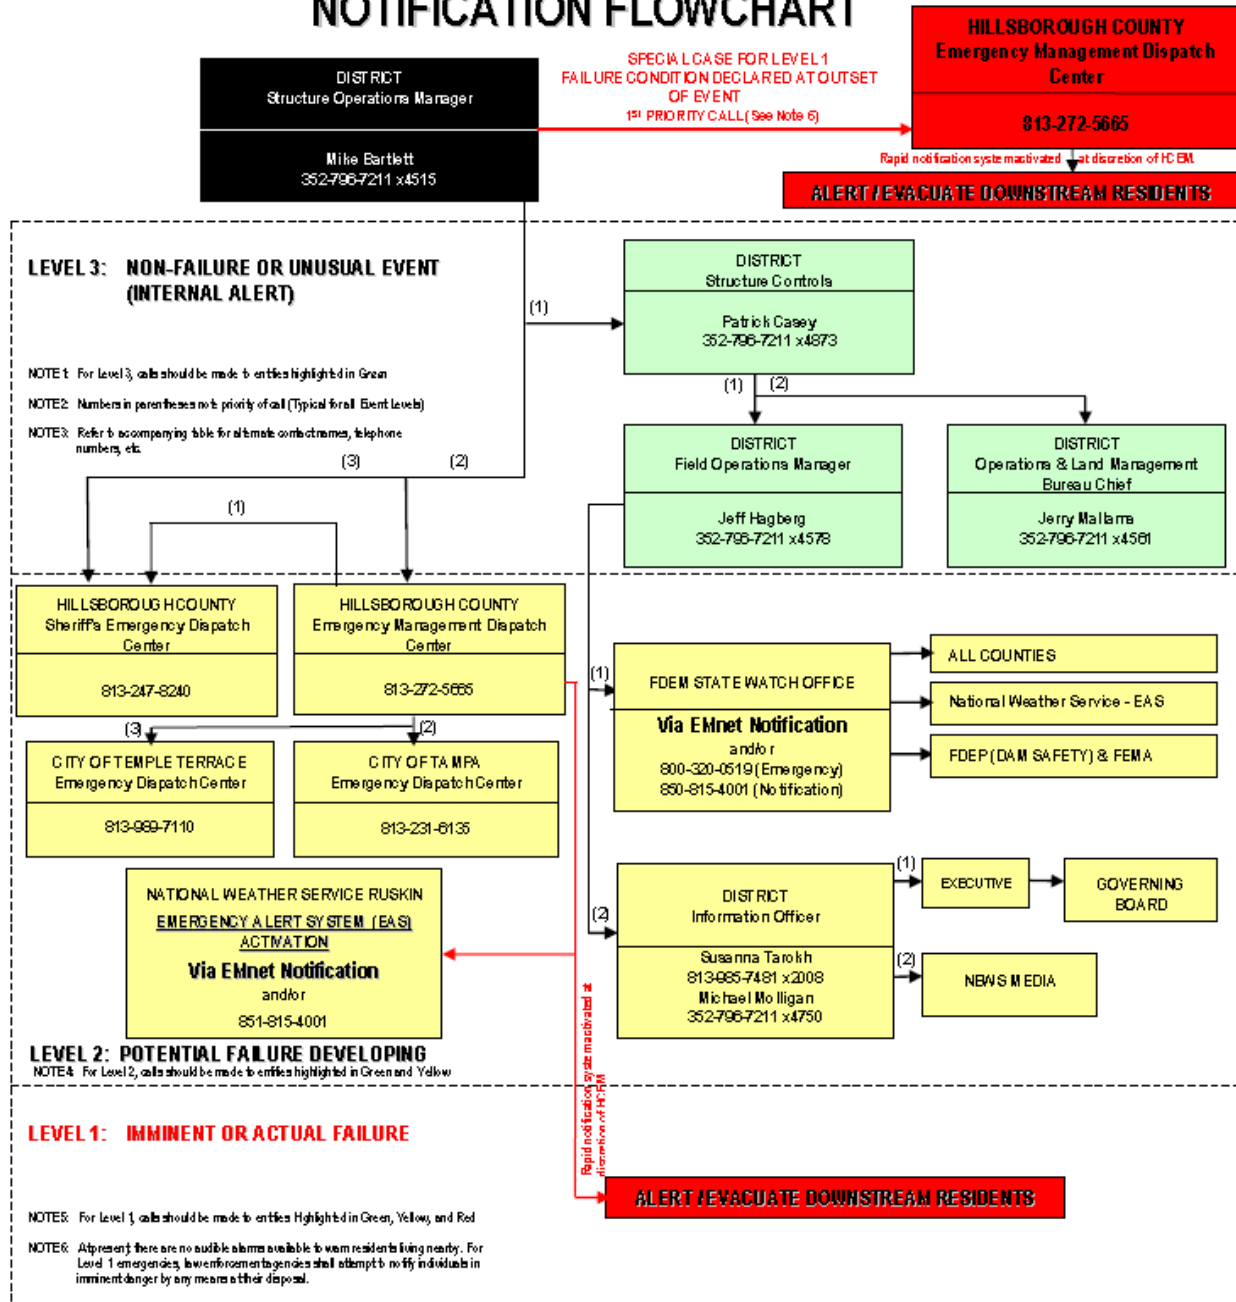 NOTIFICATION FLOWCHART
HILLSBOROUGH COUNTY
Emergency Management Dispatch
Center
813-272-5665
DISTRICT
Structure Operations Manager
Mike Bartlett
352-796-7211 x4515
SPECIAL CASE FOR LEVEL 1
FAILURE CONDITION DECLARED AT OUTSET
OF EVENT
1ST PRIORITY CALL (See Note 6)
Rapid notification system activated at discretion of HCEM.
ALERT / EVACUATE DOWNSTREAM RESIDENTS
LEVEL 3: NON-FAILURE OR UNUSUAL EVENT
(INTERNAL ALERT)
(1)
DISTRICT
Structure Controls
Patrick Casey
352-796-7211 x4873
NOTE 1: For Level 3, calls should be made to entities highlighted in Green
NOTE2: Numbers in parentheses note priority of call (Typical for all Event Levels)
NOTE3: Refer to accompanying table for alternate contact names, telephone
numbers, etc.
(1) (2)
DISTRICT
Field Operations Manager
Jeff Hagberg
352-796-7211 x4578
DISTRICT
Operations & Land Management
Bureau Chief
Jerry Mallams
352-796-7211 x4561
(3) (2)
(1)
HILLSBOROUGH COUNTY
Sheriff's Emergency Dispatch
Center
813-247-8240
HILLSBOROUGH COUNTY
Emergency Management Dispatch
Center
813-272-5665
(3) (2)
CITY OF TEMPLE TERRACE
Emergency Dispatch Center
813-989-7110
CITY OF TAMPA
Emergency Dispatch Center
813-231-6135
(1)
FDEM STATE WATCH OFFICE
Via EMnet Notification
and/or
800-320-0519 (Emergency)
850-815-4001 (Notification)
ALL COUNTIES
National Weather Service - EAS
FDEP (DAM SAFETY) & FEMA
NATIONAL WEATHER SERVICE RUSKIN
EMERGENCY ALERT SYSTEM (EAS)
ACTIVATION
Via EMnet Notification
and/or
851-815-4001
(2)
DISTRICT
Information Officer
Susanna Tarokh
813-985-7481 x2008
Michael Molligan
352-796-7211 x4750
(1)
EXECUTIVE
GOVERNING
BOARD
(2)
NEWS MEDIA
LEVEL 2: POTENTIAL FAILURE DEVELOPING
NOTE4: For Level 2, calls should be made to entities highlighted in Green and Yellow
Rapid notification system activated at
discretion of HCEM
LEVEL 1: IMMINENT OR ACTUAL FAILURE
ALERT / EVACUATE DOWNSTREAM RESIDENTS
NOTE5: For Level 1, calls should be made to entities Highlighted in Green, Yellow, and Red
NOTE6: At present, there are no audible alarms available to warn residents living nearby. For
Level 1 emergencies, law enforcement agencies shall attempt to notify individuals in
imminent danger by any means at their disposal.